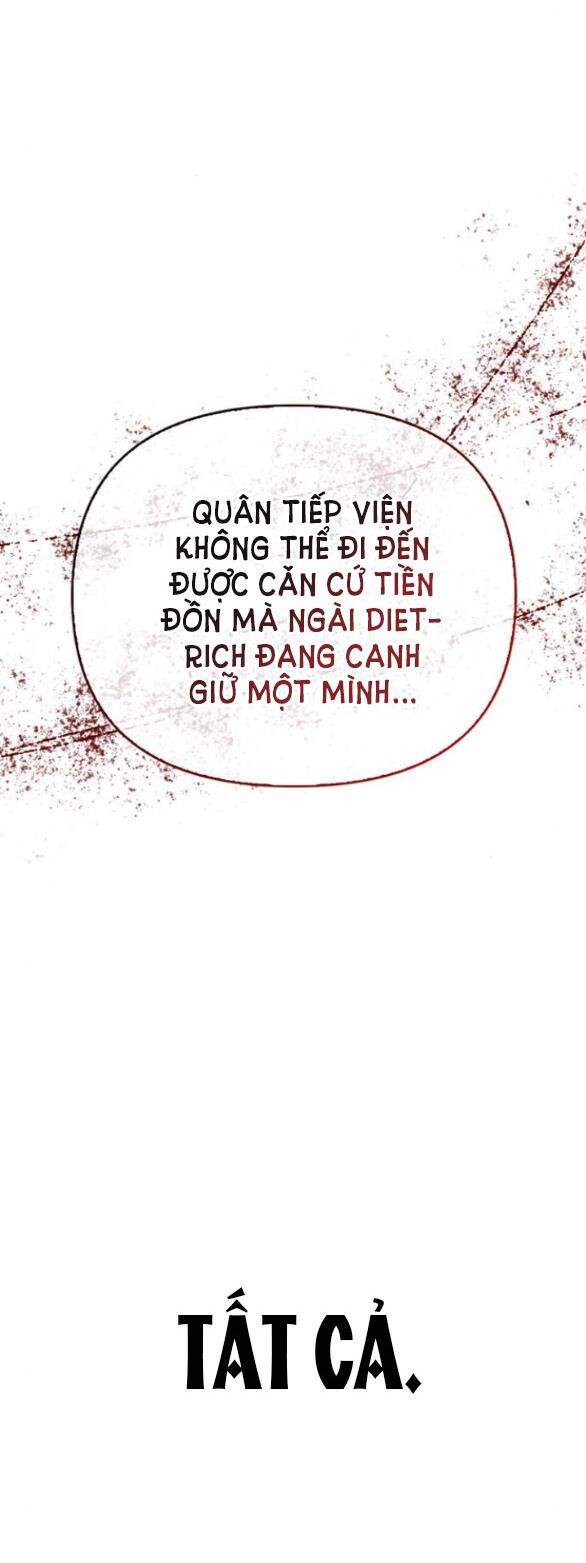 QUÂN TIẾP VIỆN
KHÔNG THỂ ĐI ĐẾN
ĐƯỢC CĂN CỨ TIỀN
ĐỒN MÀ NGÀI DIET-
RICH ĐANG CANH
GIỮ MỘT MÌNH...
TẤT CẢ.